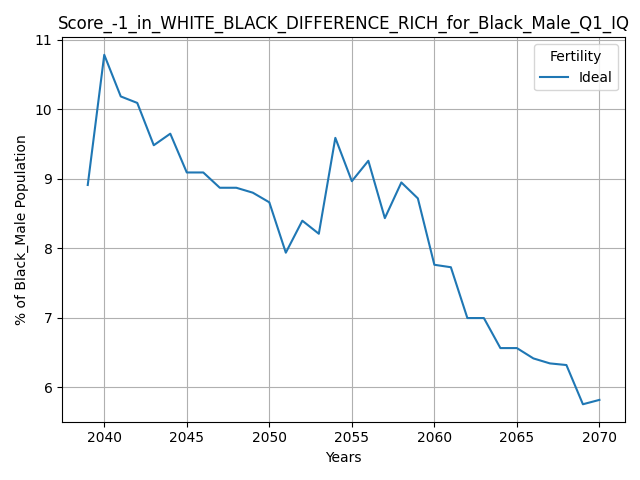 Score_-1_in_WHITE_BLACK_DIFFERENCE_RICH_for_Black_Male_Q1_IQ
Fertility
Ideal
% of Black_Male Population
11
10
9
8
7
6
2040 2045 2050 2055 2060 2065 2070
Years